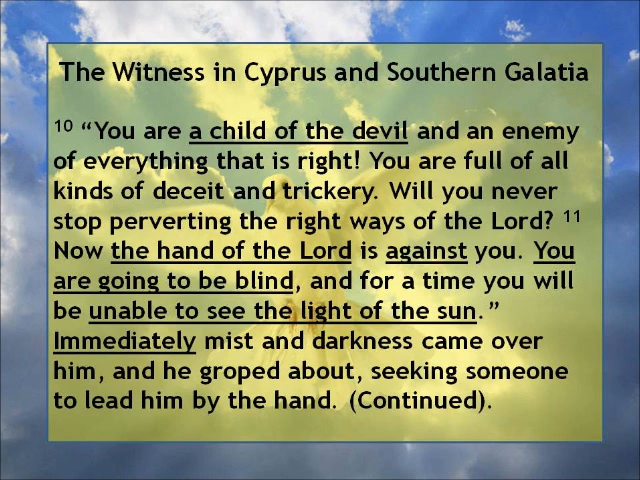 The Witness in Cyprus and Southern Galatia
10 “You are a child of the devil and an enemy
of everything that is right! You are full of all
kinds of deceit and trickery. Will you never
stop perverting the right ways of the Lord? 11
Now the hand of the Lord is against you. You
are going to be blind, and for a time you will
be unable to see the light of the sun.”
Immediately mist and darkness came over
him, and he groped about, seeking someone
to lead him by the hand. (Continued).